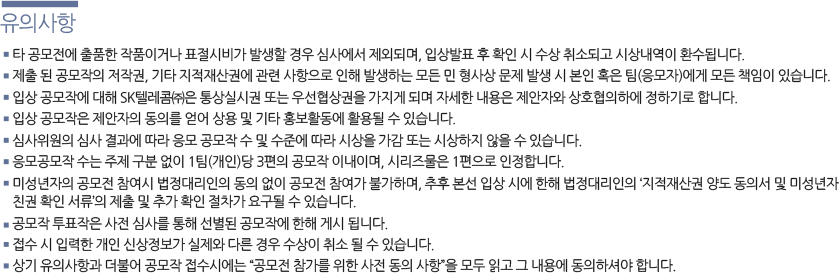 유의사항
▪ 타 공모전에 출품한 작품이거나 표절시비가 발생할 경우 심사에서 제외되며, 입상발표 후 확인 시 수상 취소되고 시상내역이 환수됩니다.
▪ 제출 된 공모작의 저작권, 기타 지적재산권에 관련 사항으로 인해 발생하는 모든 민 형사상 문제 발생 시 본인 혹은 팀(응모자)에게 모든 책임이 있습니다.
▪ 입상 공모작에 대해 SK텔레콤㈜은 통상실시권 또는 우선협상권을 가지게 되며 자세한 내용은 제안자와 상호협의하에 정하기로 합니다.
▪ 입상 공모작은 제안자의 동의를 얻어 상용 및 기타 홍보활동에 활용될 수 있습니다.
▪ 심사위원의 심사 결과에 따라 응모 공모작 수 및 수준에 따라 시상을 가감 또는 시상하지 않을 수 있습니다.
▪ 응모공모작 수는 주제 구분 없이 1팀(개인)당 3편의 공모작 이내이며, 시리즈물은 1편으로 인정합니다.
▪ 미성년자의 공모전 참여시 법정대리인의 동의 없이 공모전 참여가 불가하며, 추후 본선 입상 시에 한해 법정대리인의 ‘지적재산권 양도 동의서 및 미성년자
친권 확인 서류’의 제출 및 추가 확인 절차가 요구될 수 있습니다.
▪ 공모작 투표작은 사전 심사를 통해 선별된 공모작에 한해 게시 됩니다.
▪ 접수 시 입력한 개인 신상정보가 실제와 다른 경우 수상이 취소 될 수 있습니다.
▪ 상기 유의사항과 더불어 공모작 접수시에는 “공모전 참가를 위한 사전 동의 사항”을 모두 읽고 그 내용에 동의하셔야 합니다.